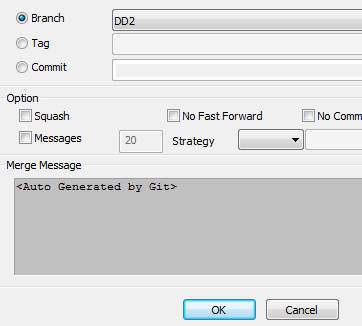 Branch DD2
Tag
Commit
Option
Squash No Fast Forward No Comm
Messages 20 Strategy
Merge Message
<Auto Generated by Git>
OK Cancel